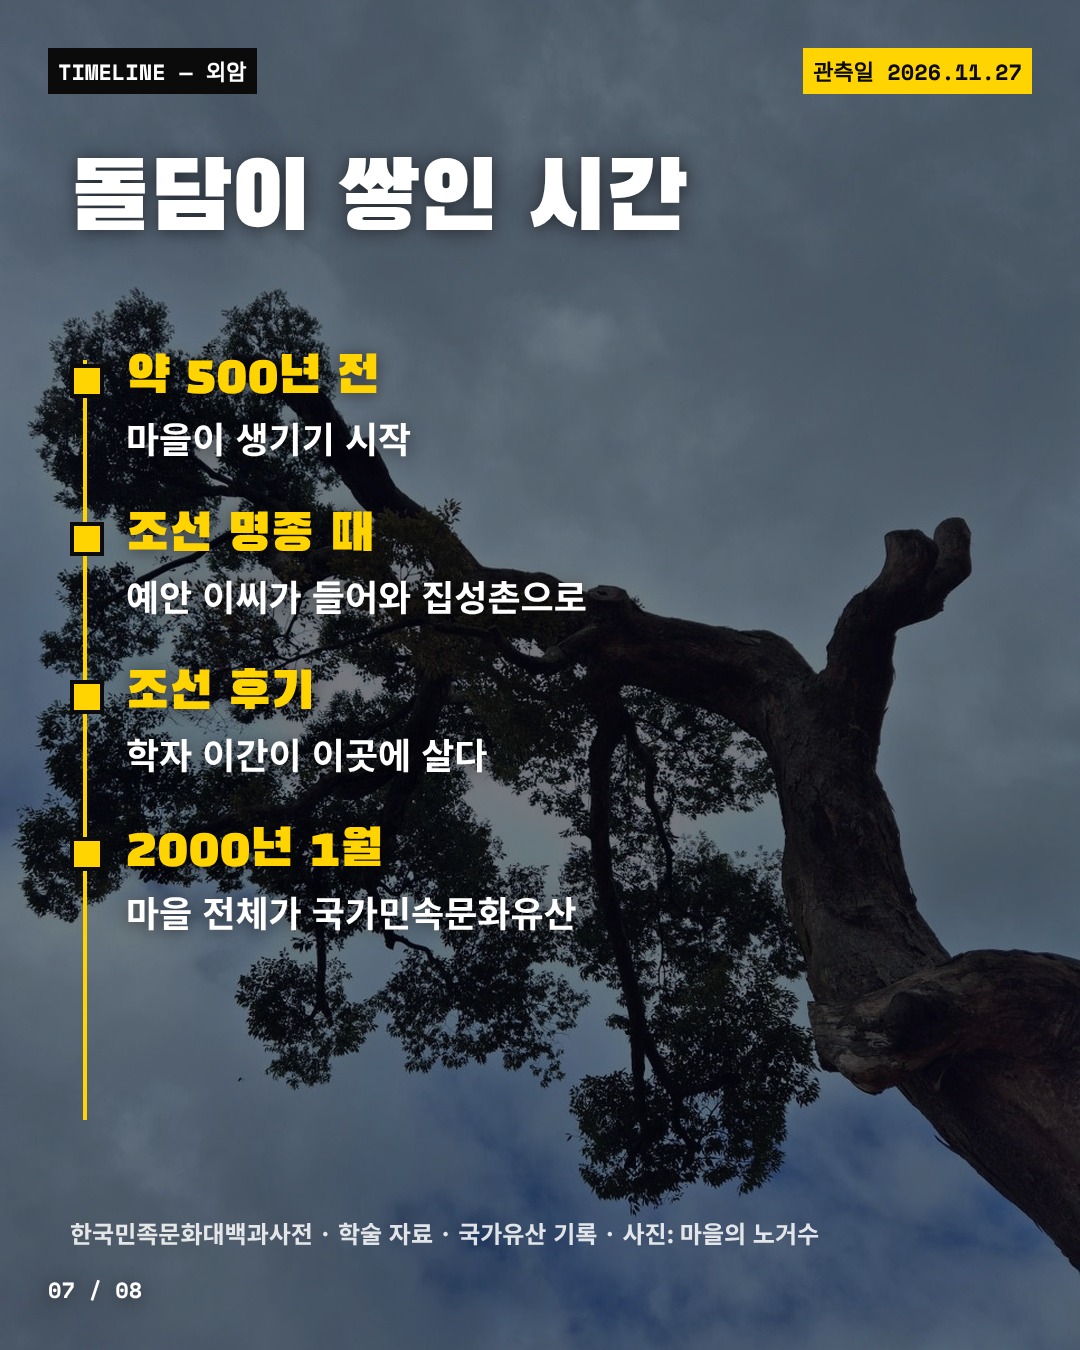 TIMELINE — 외암
관측일 2026.11.27
돌담이 쌓인 시간
약 500년 전
마을이 생기기 시작
조선 명종 때
예안 이씨가 들어와 집성촌으로
조선 후기
학자 이간이 이곳에 살다
2000년 1월
마을 전체가 국가민속문화유산
한국민족문화대백과사전 · 학술 자료 · 국가유산 기록 · 사진: 마을의 노거수
07 / 08